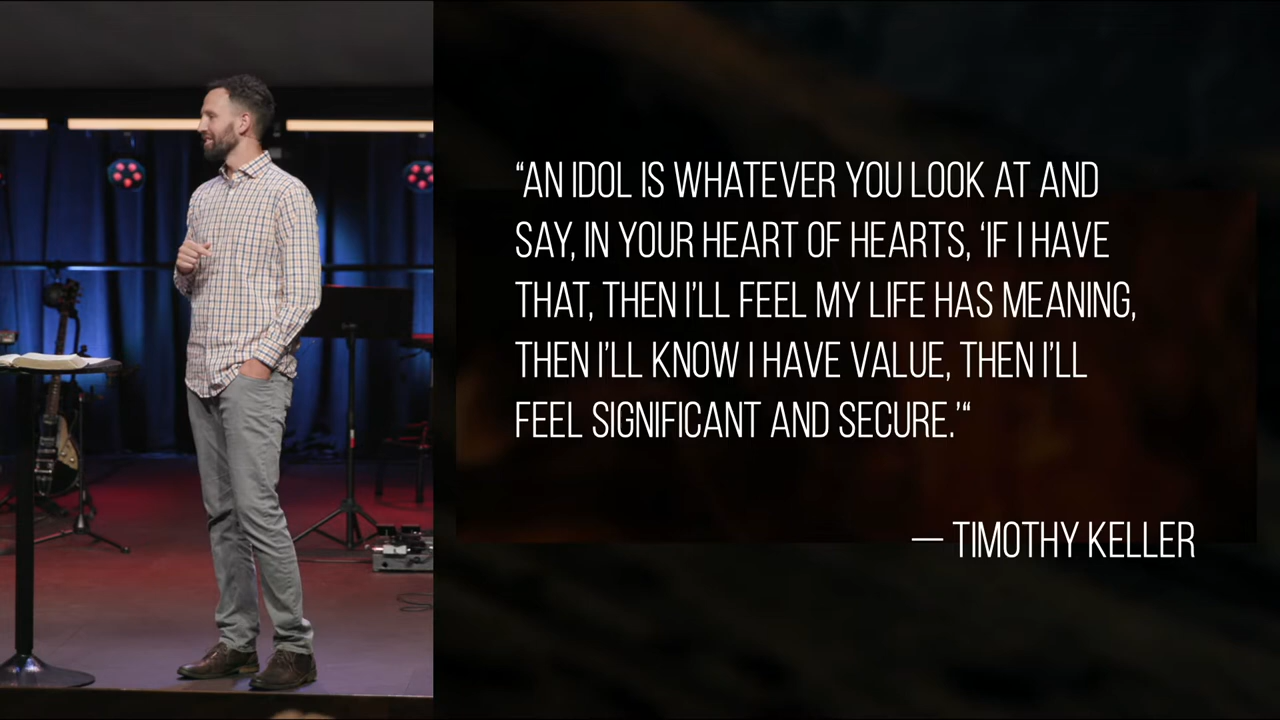 “AN IDOL IS WHATEVER YOU LOOK AT AND
SAY, IN YOUR HEART OF HEARTS, ‘IF I HAVE
THAT, THEN I’LL FEEL MY LIFE HAS MEANING,
THEN I’LL KNOW I HAVE VALUE, THEN I’LL
FEEL SIGNIFICANT AND SECURE.’“
— TIMOTHY KELLER